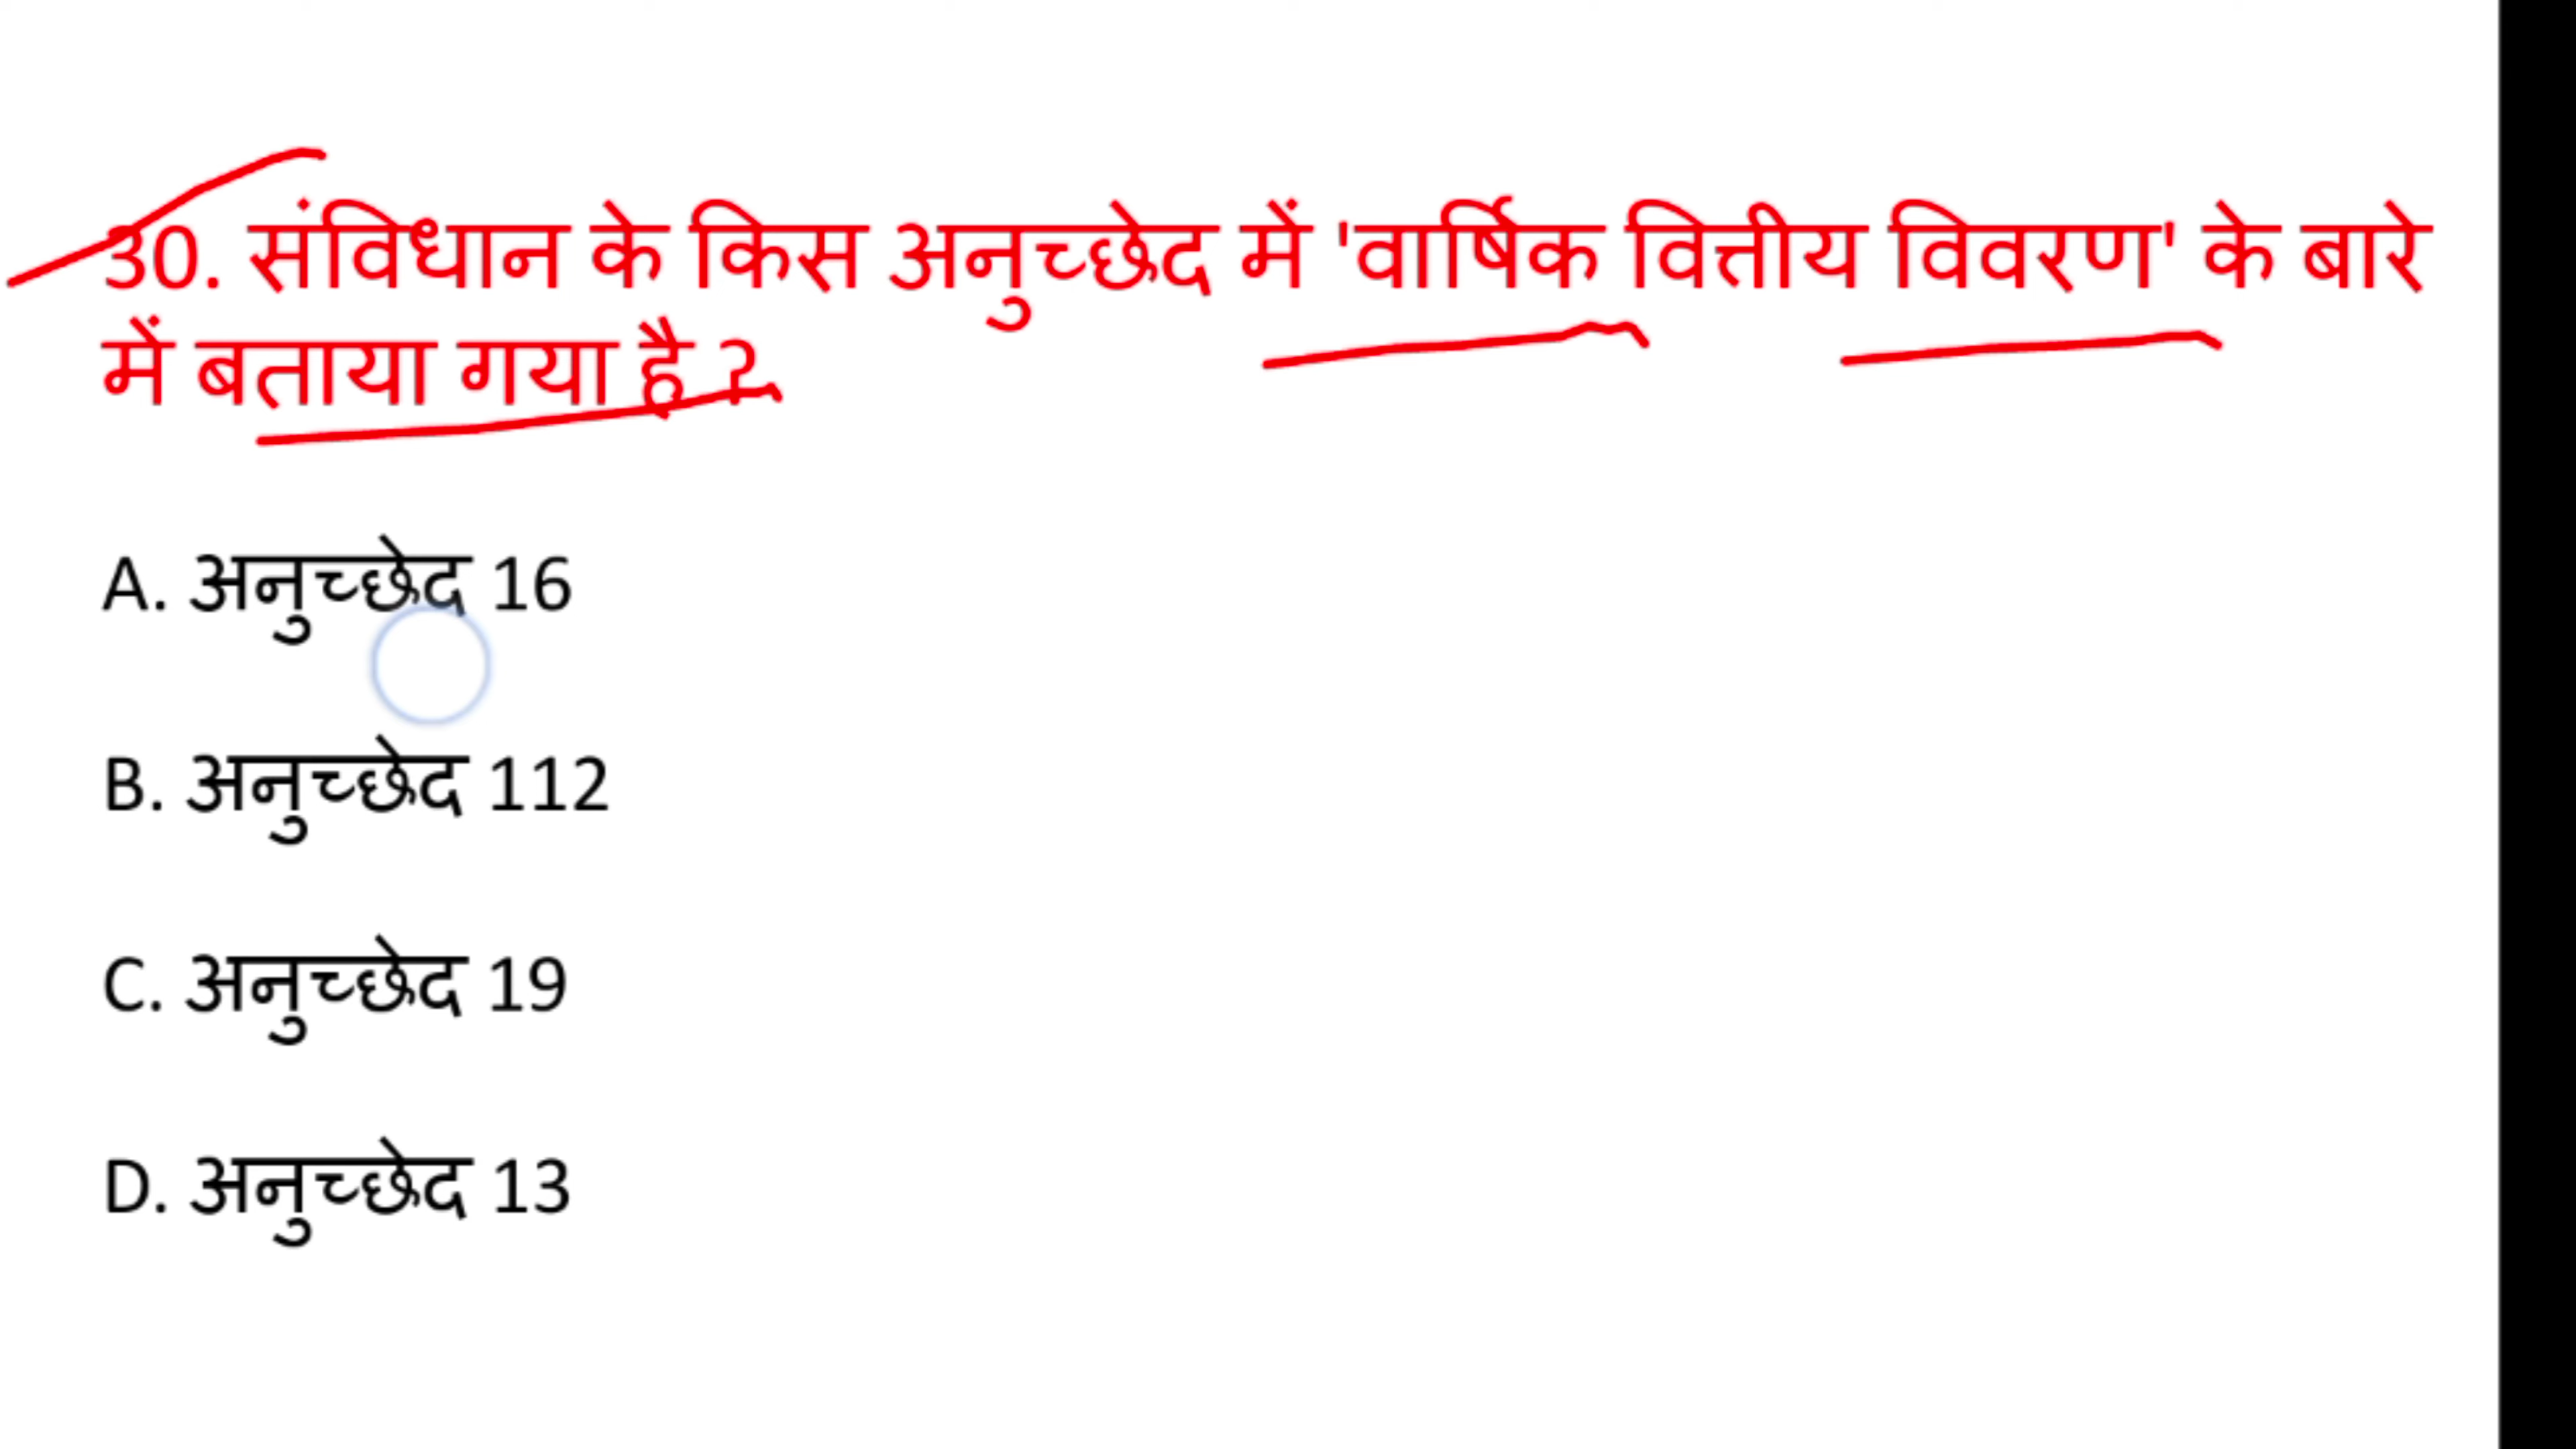 30. संविधान के किस अनुच्छेद में 'वार्षिक वित्तीय विवरण' के बारे
में बताया गया है ?
A. अनुच्छेद 16
B. अनुच्छेद 112
C. अनुच्छेद 19
D. अनुच्छेद 13